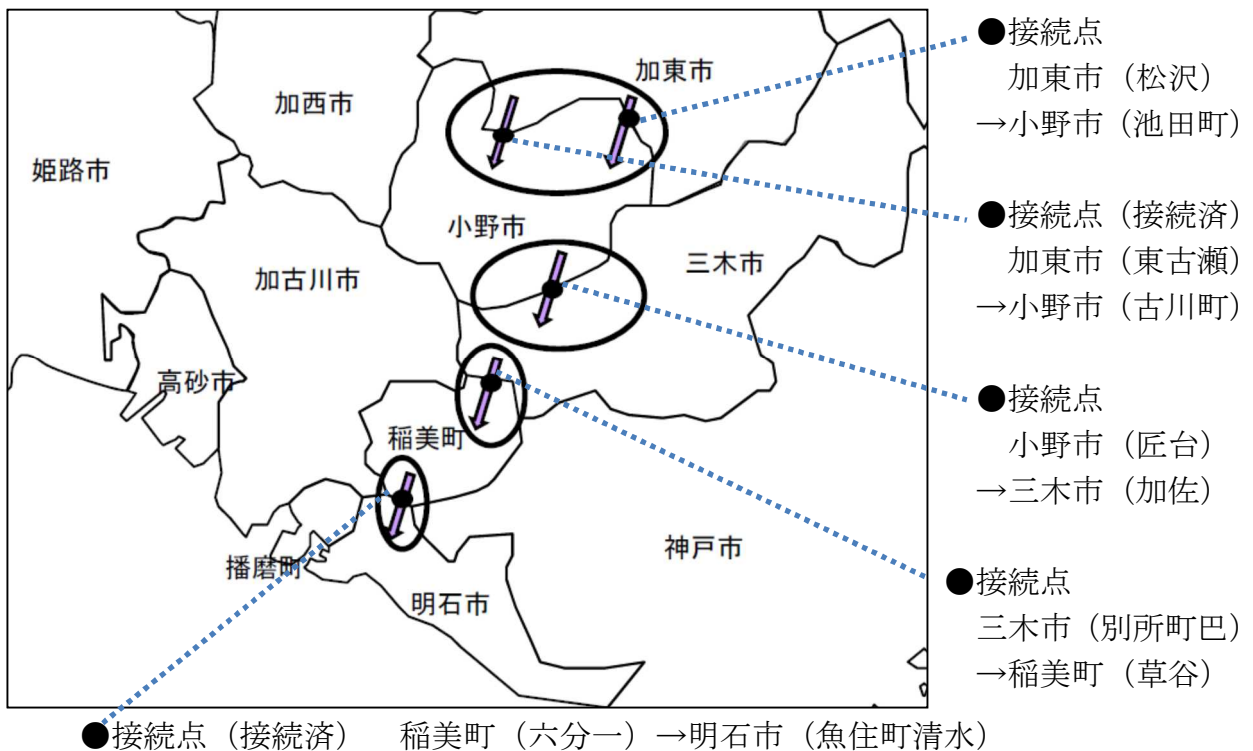 加東市
加西市
姫路市
小野市
三木市
加古川市
高砂市
稲美町
神戸市
播磨町
明石市
●接続点
加東市（松沢）
→小野市（池田町）
●接続点（接続済）
加東市（東古瀬）
→小野市（古川町）
●接続点
小野市（匠台）
→三木市（加佐）
●接続点
三木市（別所町巴）
→稲美町（草谷）
●接続点（接続済）　稲美町（六分一）→明石市（魚住町清水）